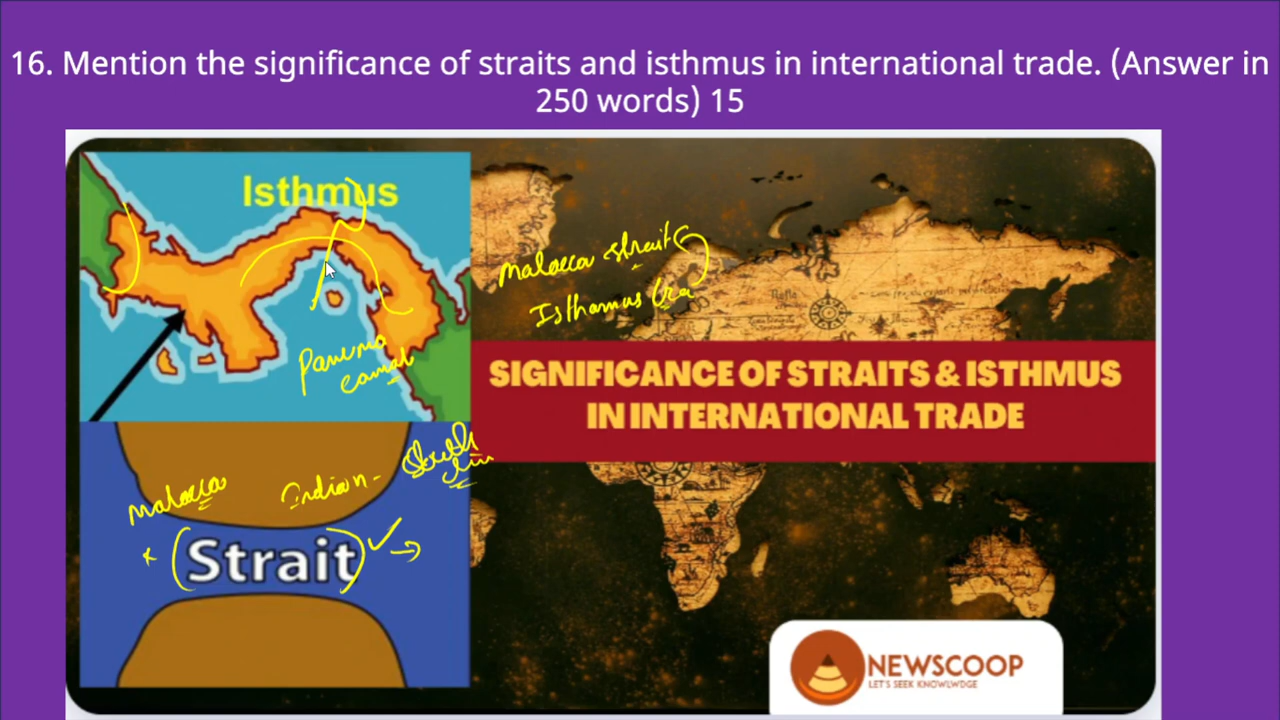 16. Mention the significance of straits and isthmus in international trade. (Answer in
250 words) 15
Isthmus
Malacca strait
Isthamus
Panama
canal
SIGNIFICANCE OF STRAITS & ISTHMUS
IN INTERNATIONAL TRADE
Malacca
Indian -
Strait
NEWSCOOP
LET'S SEEK KNOWLWDGE